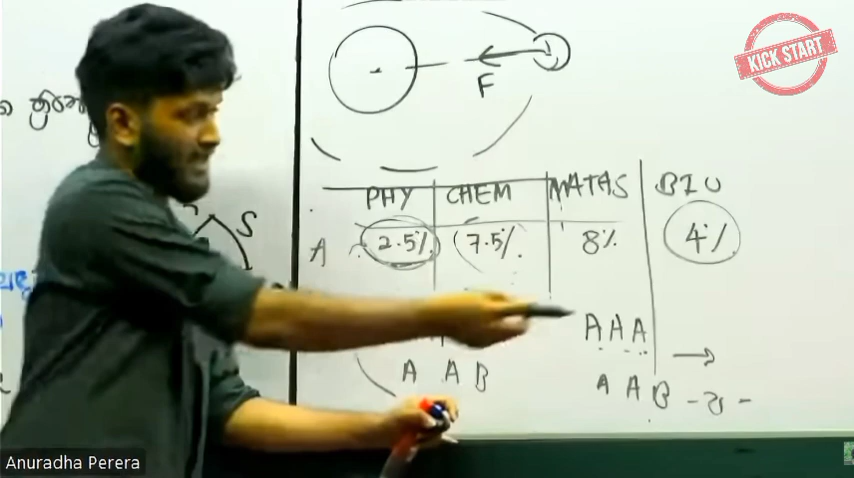 KICK START
F
PHY CHEM MATHS BIO
S
A 2.5% 7.5% 8% 4%
AAA
A A B
A A B
Anuradha Perera